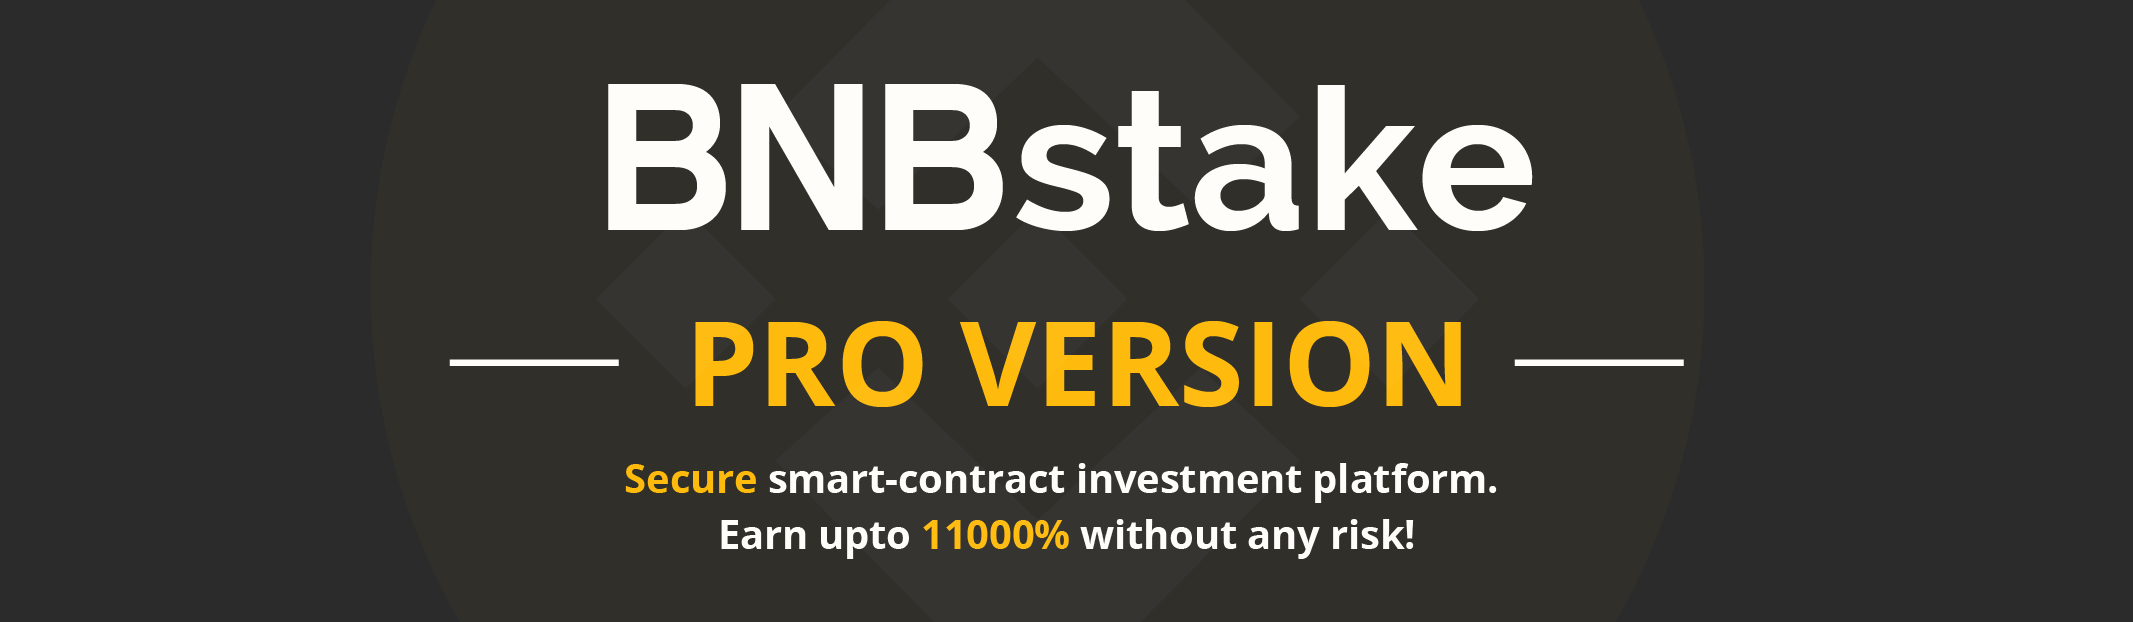 BNBstake
PRO VERSION
Secure smart-contract investment platform.
Earn upto 11000% without any risk!